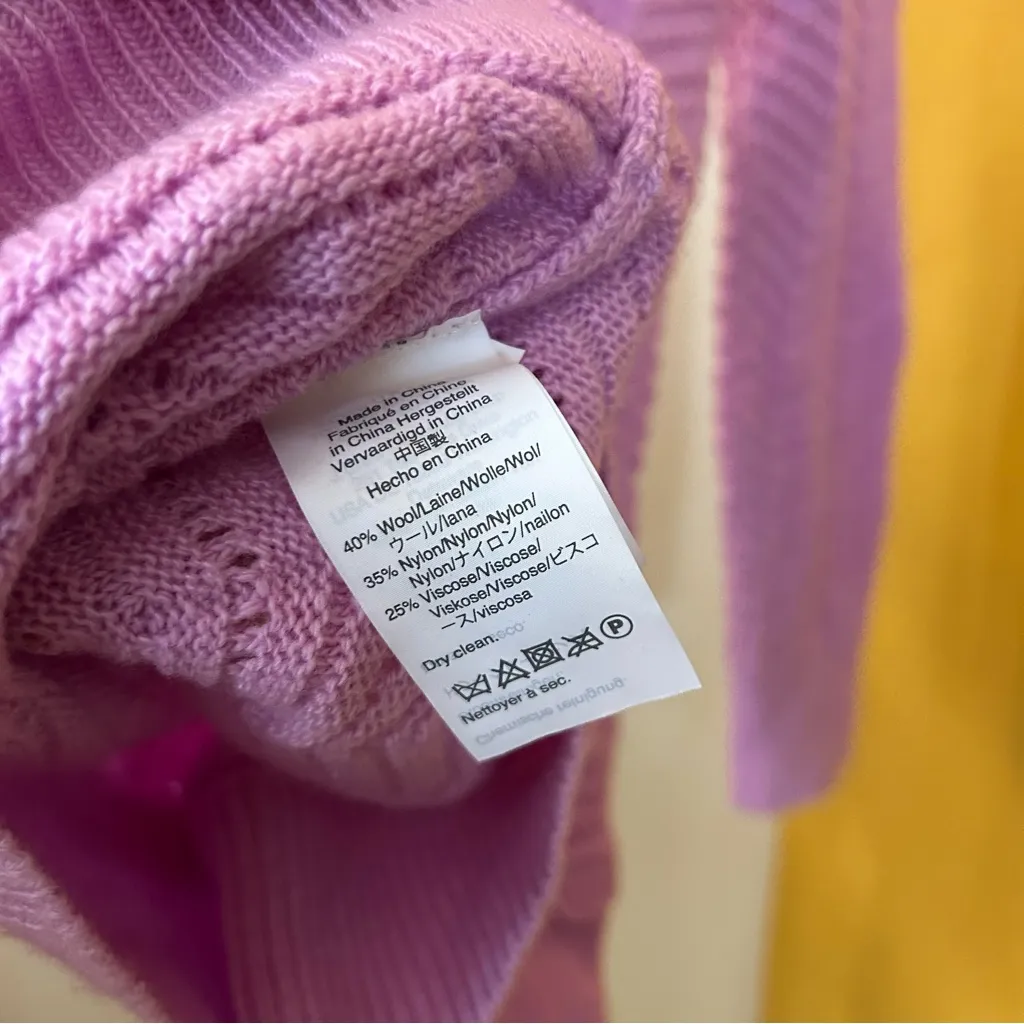 Made in China
Fabriqué en Chine
in China Hergestellt
Vervaardigd in China
中国製
Hecho en China
40% Wool/Laine/Wolle/Wol/
ウール/lana
35% Nylon/Nylon/Nylon/
Nylon/ナイロン/nailon
25% Viscose/Viscose/
Viskose/Viscose/ビスコ
ース/viscosa
Dry clean.
P
Nettoyer à sec.